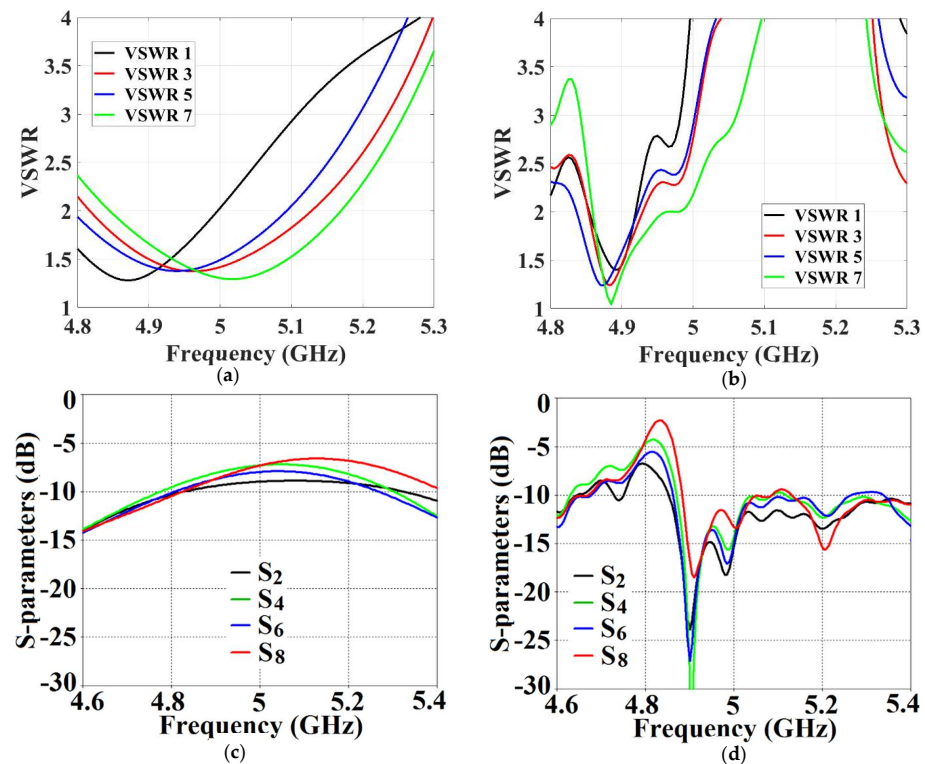 4
3.5
3
2.5
2
1.5
1
VSWR
VSWR 1
VSWR 3
VSWR 5
VSWR 7
4.8 4.9 5 5.1 5.2 5.3
Frequency (GHz)
(a)
4
3.5
3
2.5
2
1.5
1
VSWR
VSWR 1
VSWR 3
VSWR 5
VSWR 7
4.8 4.9 5 5.1 5.2 5.3
Frequency (GHz)
(b)
0
-5
-10
-15
-20
-25
-30
S-parameters (dB)
S2
S4
S6
S8
4.6 4.8 5 5.2 5.4
Frequency (GHz)
(c)
0
-5
-10
-15
-20
-25
-30
S-parameters (dB)
S2
S4
S6
S8
4.6 4.8 5 5.2 5.4
Frequency (GHz)
(d)